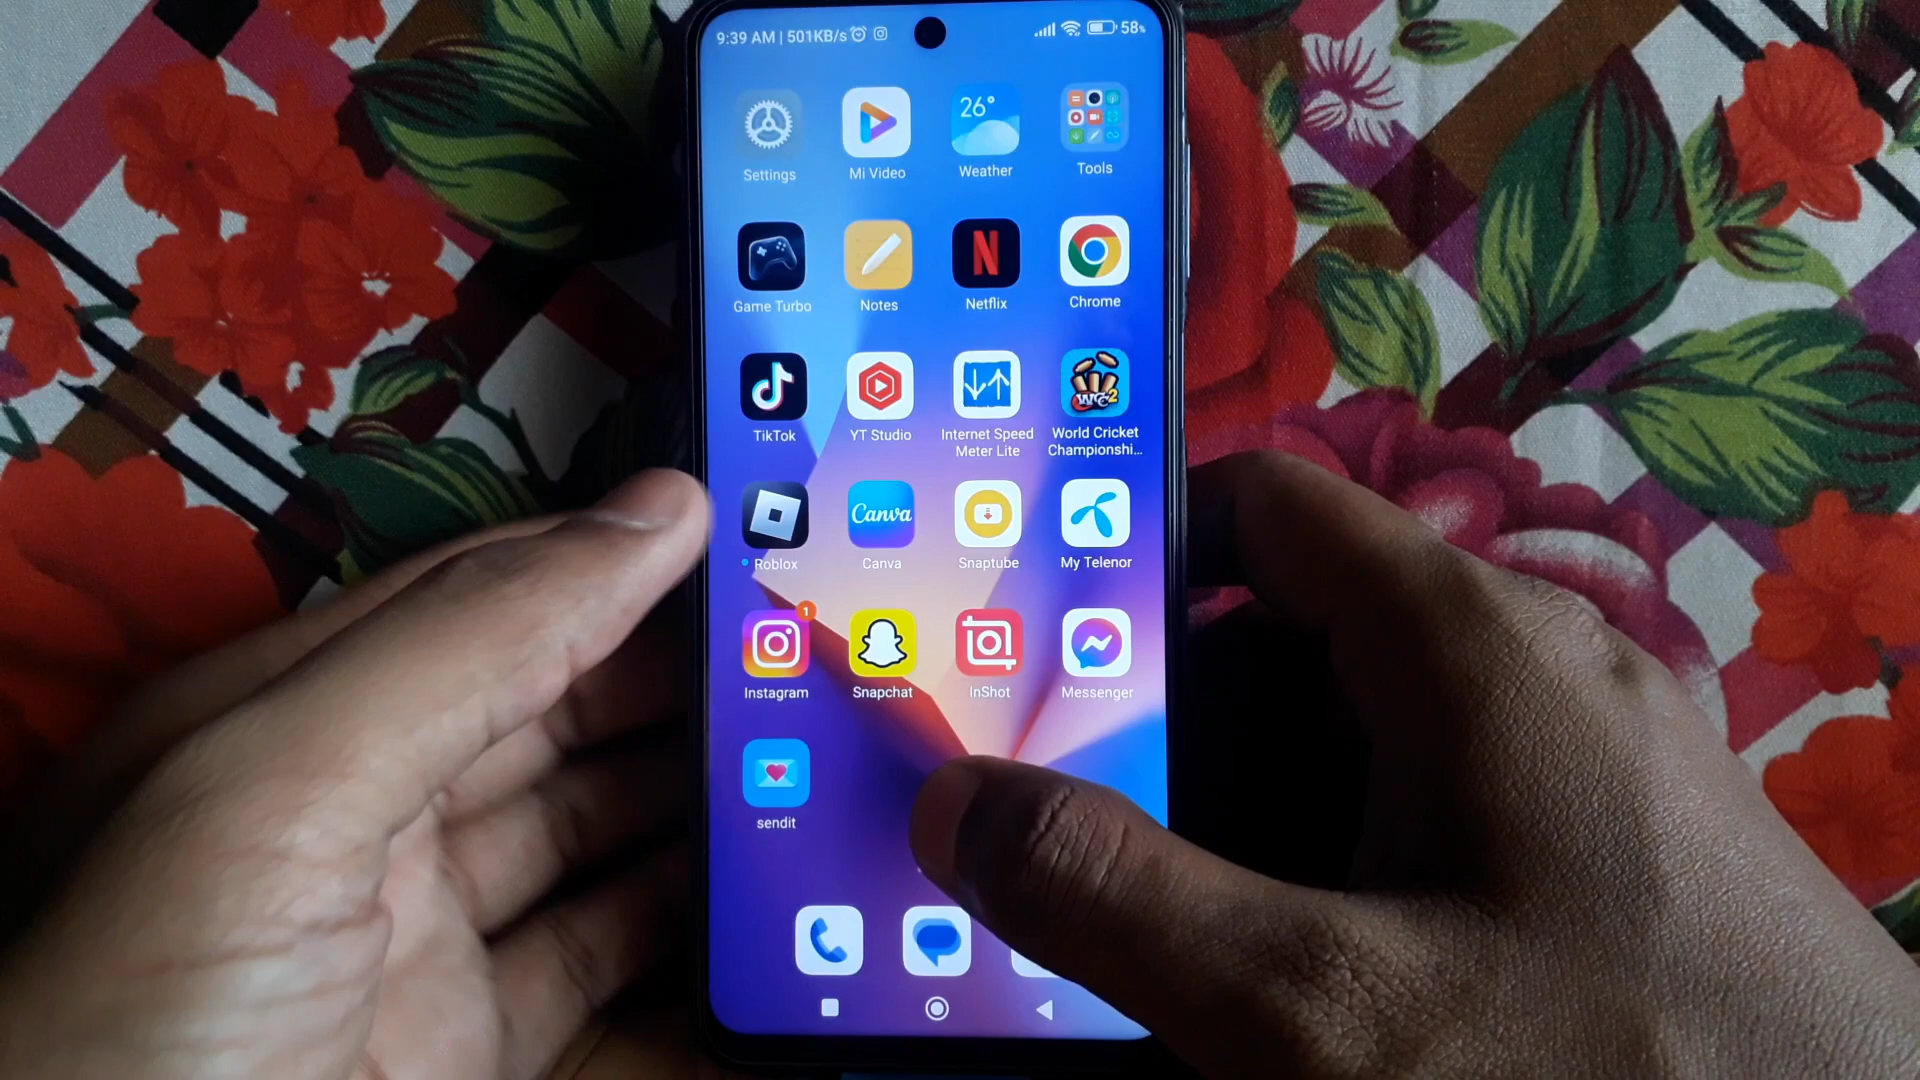 9:39 AM | 501KB/s 58%
26°
Settings Mi Video Weather Tools
N
Game Turbo Notes Netflix Chrome
WCC2
TikTok YT Studio Internet Speed Meter Lite World Cricket Championshi...
Canva
Roblox Canva Snaptube My Telenor
1
Instagram Snapchat InShot Messenger
sendit